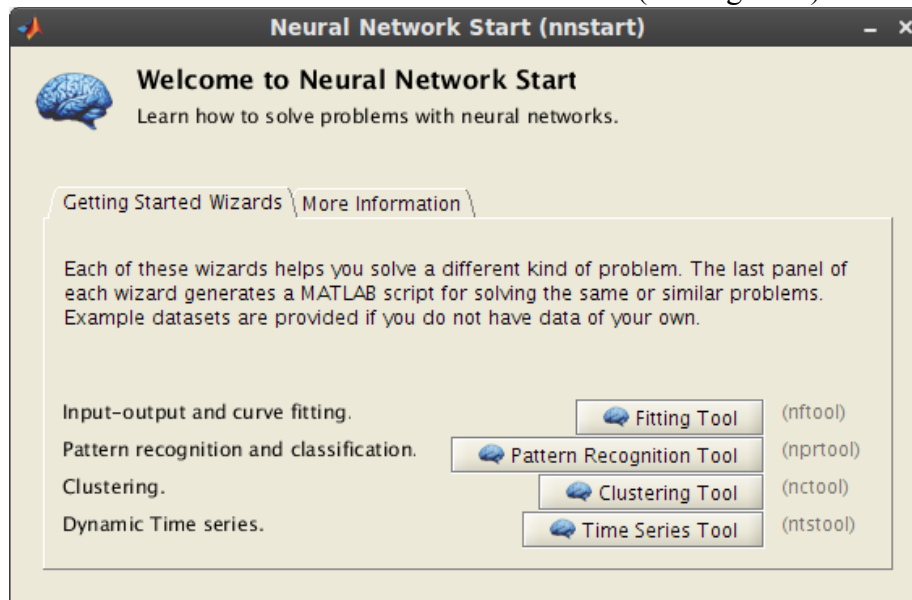 Neural Network Start (nnstart)
Welcome to Neural Network Start
Learn how to solve problems with neural networks.
Getting Started Wizards More Information
Each of these wizards helps you solve a different kind of problem. The last panel of
each wizard generates a MATLAB script for solving the same or similar problems.
Example datasets are provided if you do not have data of your own.
Input-output and curve fitting. Fitting Tool (nftool)
Pattern recognition and classification. Pattern Recognition Tool (nprtool)
Clustering. Clustering Tool (nctool)
Dynamic Time series. Time Series Tool (ntstool)